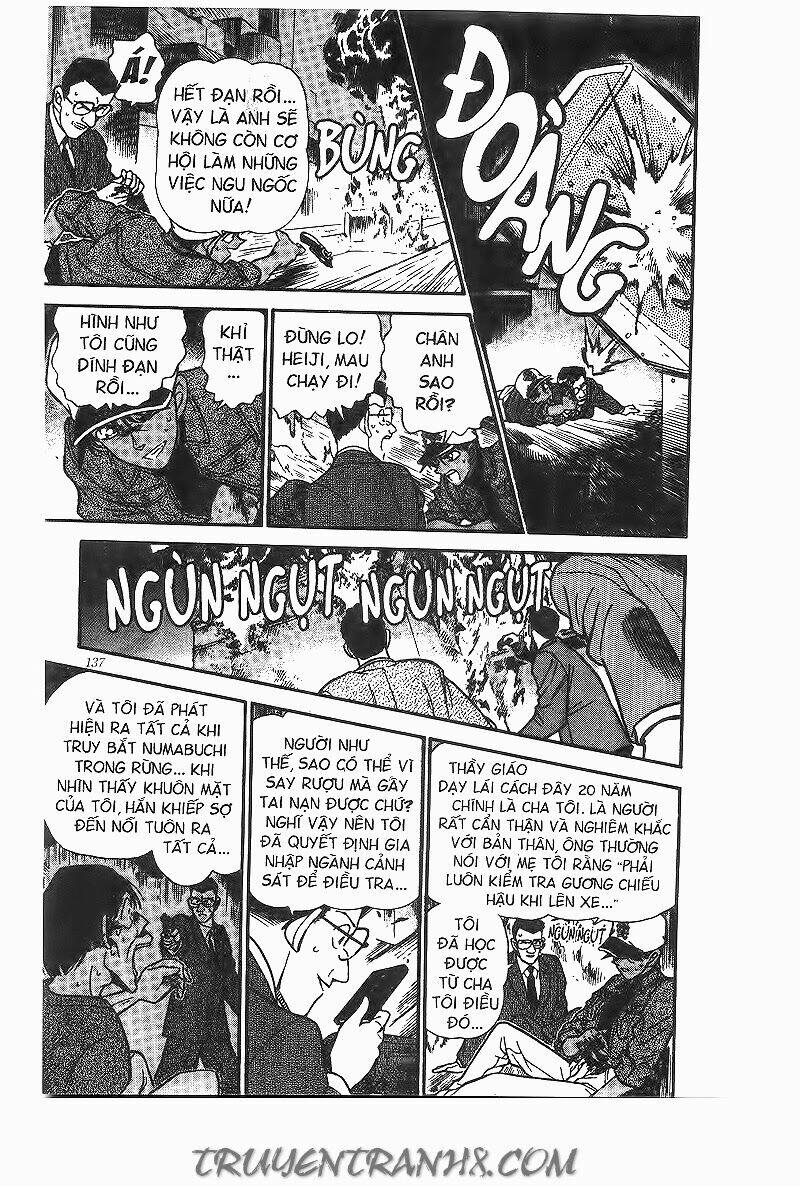 ĐOẢNG
Á!
HẾT ĐẠN RỒI...
VẬY LÀ ANH SẼ
KHÔNG CÒN CƠ
HỘI LÀM NHỮNG
VIỆC NGU NGỐC
NỮA!
BÙNG
CHÂN
ANH
SAO
RỒI?
ĐỪNG LO!
HEIJI, MAU
CHẠY ĐI!
KHỈ
THẬT
...
HÌNH NHƯ
TÔI CŨNG
DÍNH ĐẠN
RỒI...
NGÙN NGỤT NGÙN NGỤT
137
THẦY GIÁO
DẠY LÁI CÁCH ĐÂY 20 NĂM
CHÍNH LÀ CHA TÔI. LÀ NGƯỜI
RẤT CẨN THẬN VÀ NGHIÊM KHẮC
VỚI BẢN THÂN, ÔNG THƯỜNG
NÓI VỚI MẸ TÔI RẰNG "PHẢI
LUÔN KIỂM TRA GƯƠNG CHIẾU
HẬU KHI LÊN XE..."
TÔI
ĐÃ HỌC
ĐƯỢC
TỪ CHA
TÔI ĐIỀU
ĐÓ...
NGÙN NGỤT
NGƯỜI NHƯ
THẾ, SAO CÓ THỂ VÌ
SAY RƯỢU MÀ GÂY
TAI NẠN ĐƯỢC CHỨ?
NGHĨ VẬY NÊN TÔI
ĐÃ QUYẾT ĐỊNH GIA
NHẬP NGÀNH CẢNH
SÁT ĐỂ ĐIỀU TRA...
VÀ TÔI ĐÃ PHÁT
HIỆN RA TẤT CẢ KHI
TRUY BẮT NUMABUCHI
TRONG RỪNG... KHI
NHÌN THẤY KHUÔN MẶT
CỦA TÔI, HẮN KHIẾP SỢ
ĐẾN NỔI TUÔN RA
TẤT CẢ...
TRUYENTRANH8.COM